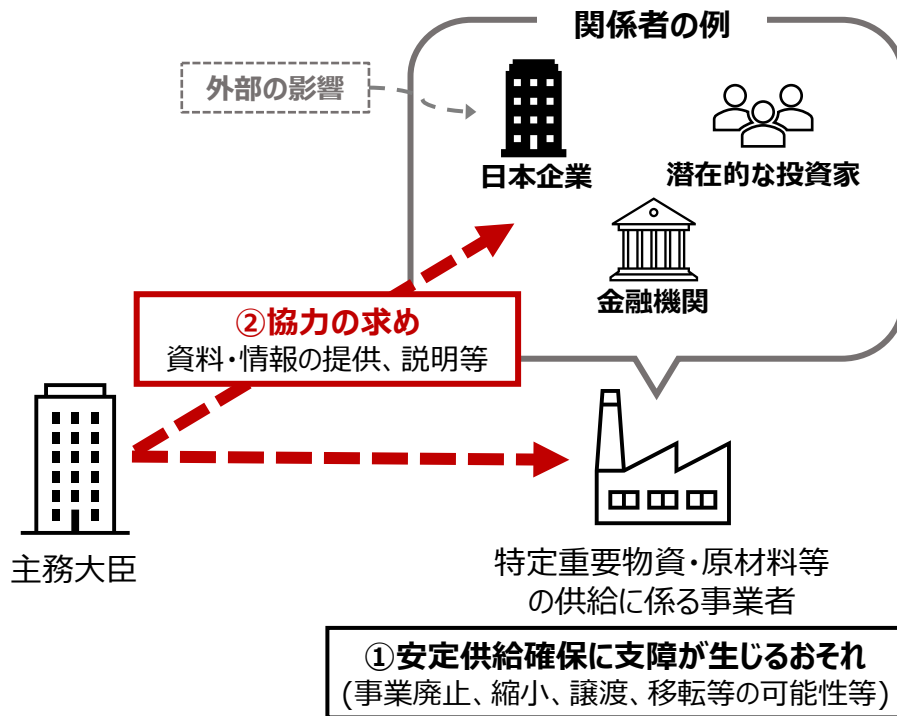 関係者の例
外部の影響
日本企業
潜在的な投資家
金融機関
②協力の求め
資料・情報の提供、説明等
主務大臣
特定重要物資・原材料等
の供給に係る事業者
①安定供給確保に支障が生じるおそれ
(事業廃止、縮小、譲渡、移転等の可能性等)